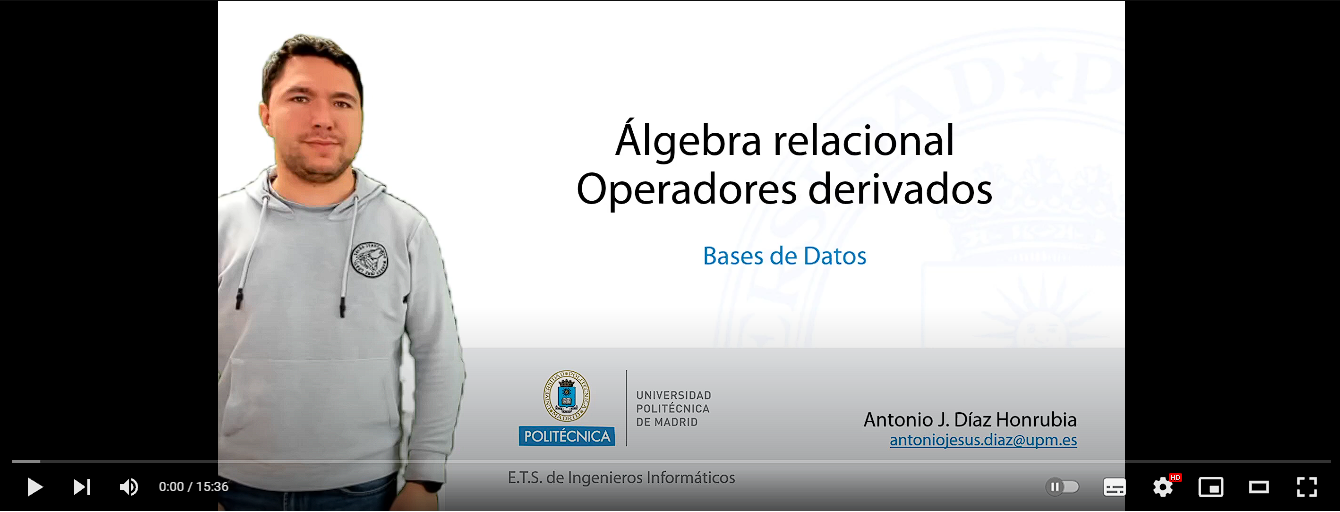 Álgebra relacional
Operadores derivados
Bases de Datos
POLITÉCNICA
UNIVERSIDAD
POLITÉCNICA
DE MADRID
Antonio J. Díaz Honrubia
antoniojesus.diaz@upm.es
E.T.S. de Ingenieros Informáticos
0:00 / 15:36
HD